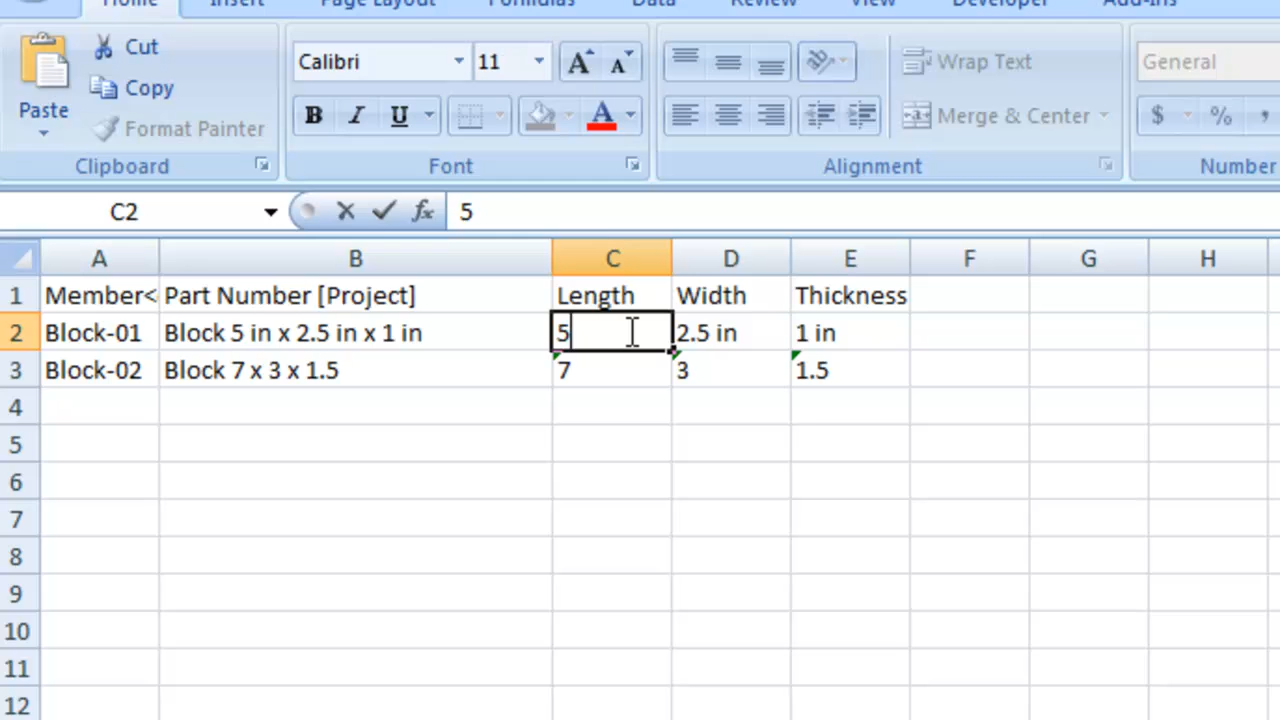 Home Insert Page Layout Formulas Data Review View Developer Add-Ins
Cut
Copy
Paste
Format Painter
Clipboard
Calibri 11 A A
B I U A
Font
Wrap Text
Merge & Center
Alignment
General
$ % ,
Number
C2 fx 5
A B C D E F G H
1 Member< Part Number [Project] Length Width Thickness
2 Block-01 Block 5 in x 2.5 in x 1 in 5 2.5 in 1 in
3 Block-02 Block 7 x 3 x 1.5 7 3 1.5
4
5
6
7
8
9
10
11
12